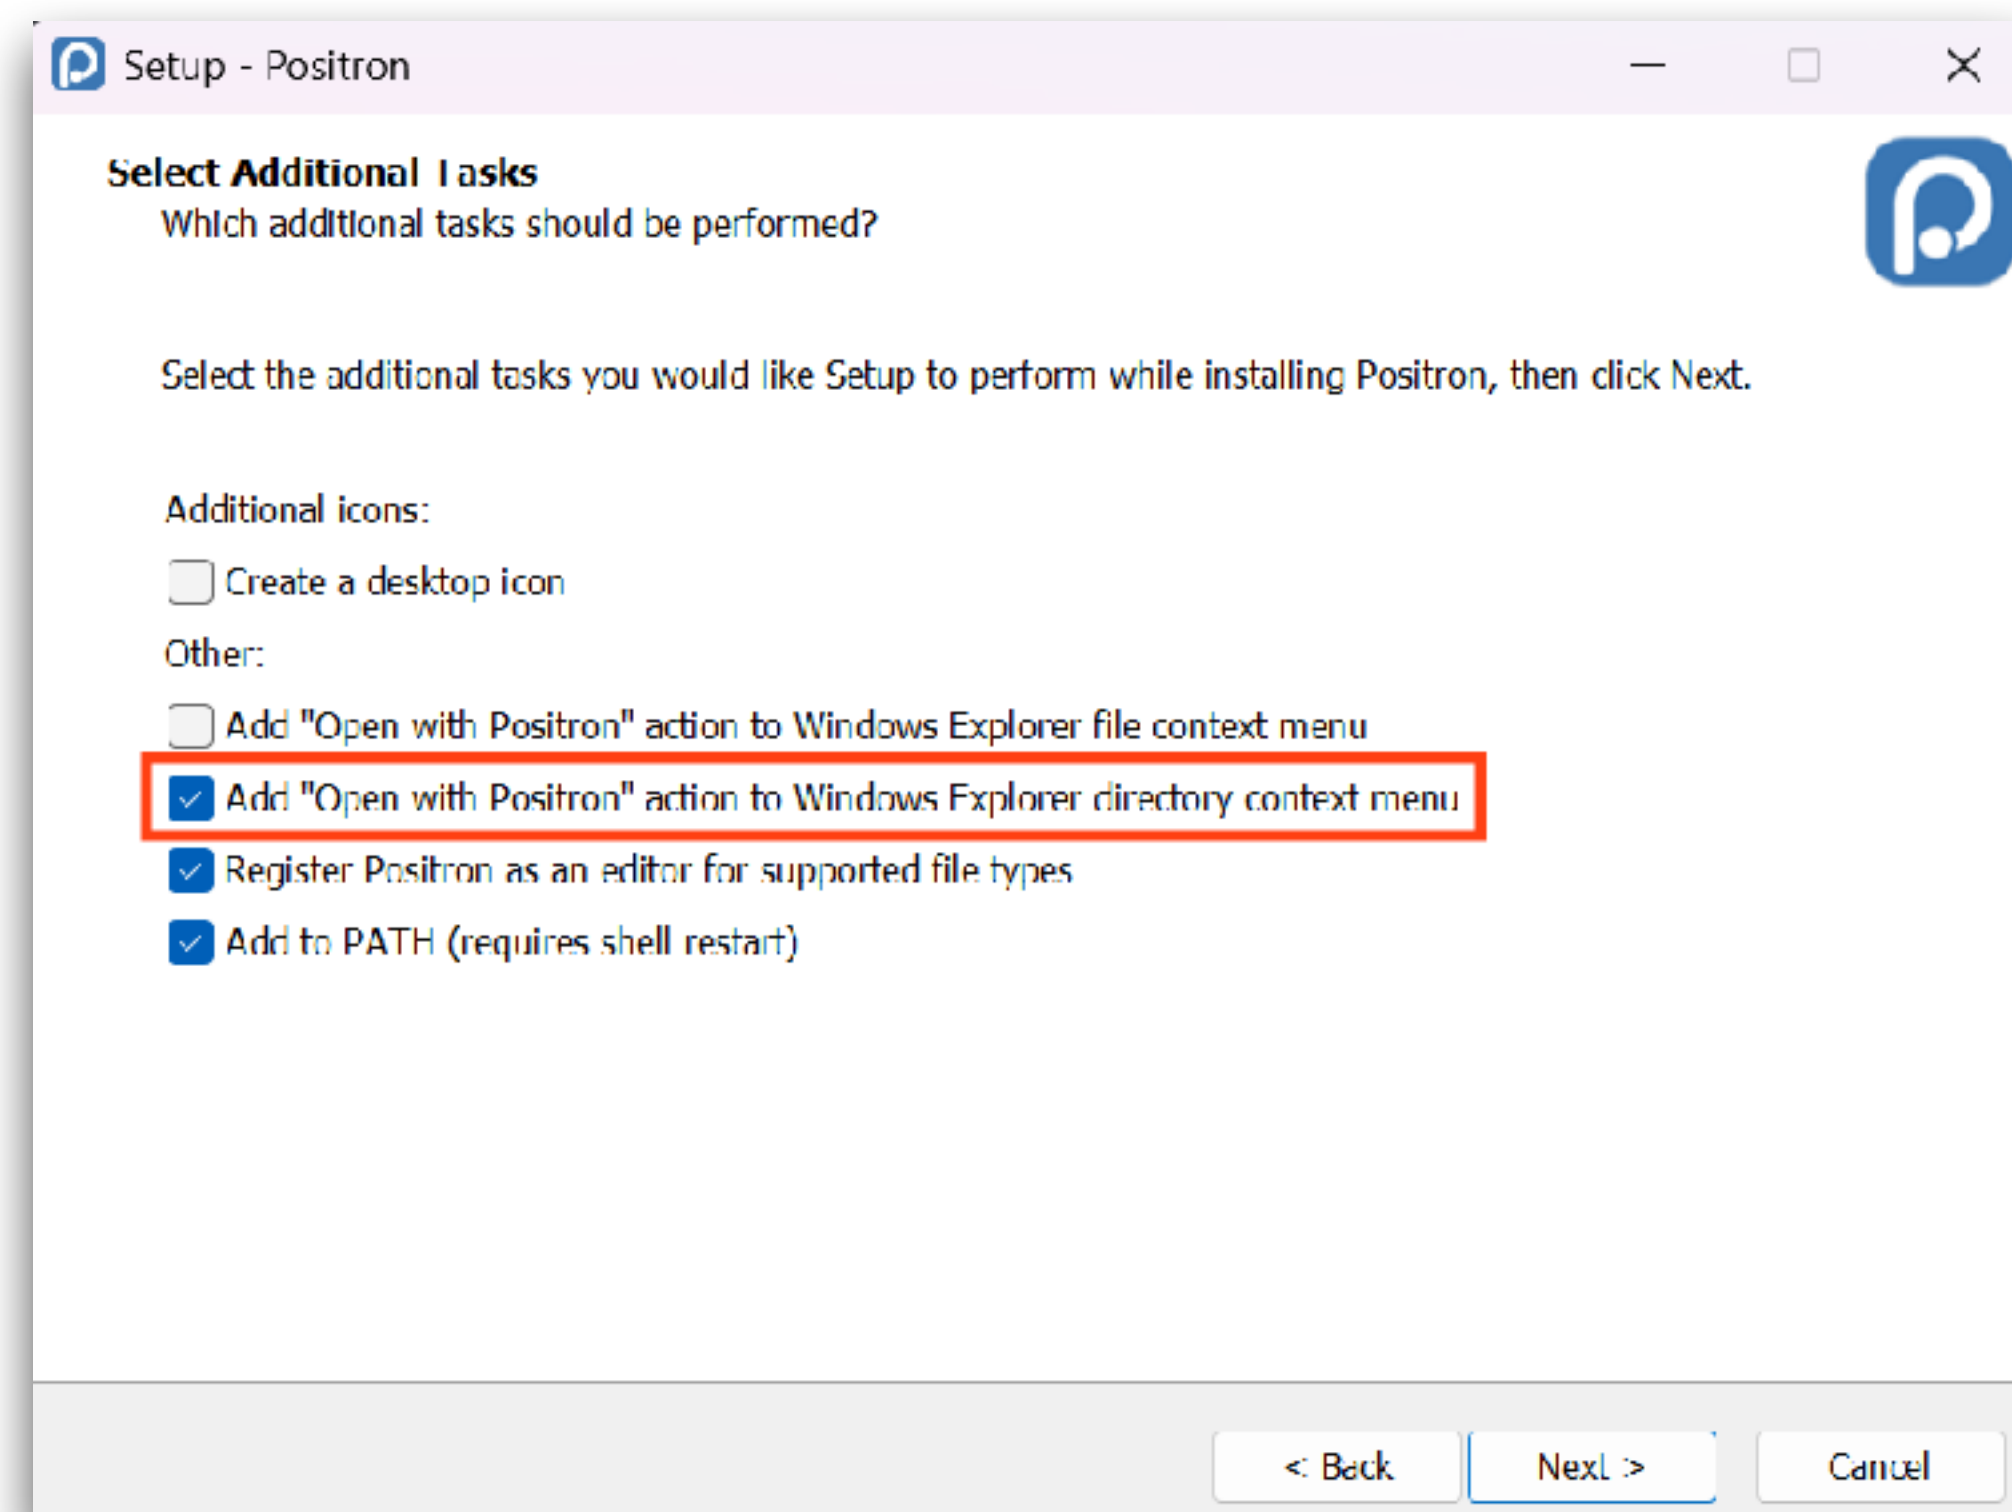 Setup - Positron
Select Additional Tasks
Which additional tasks should be performed?
Select the additional tasks you would like Setup to perform while installing Positron, then click Next.
Additional icons:
Create a desktop icon
Other:
Add "Open with Positron" action to Windows Explorer file context menu
Add "Open with Positron" action to Windows Explorer directory context menu
Register Positron as an editor for supported file types
Add to PATH (requires shell restart)
< Back Next > Cancel